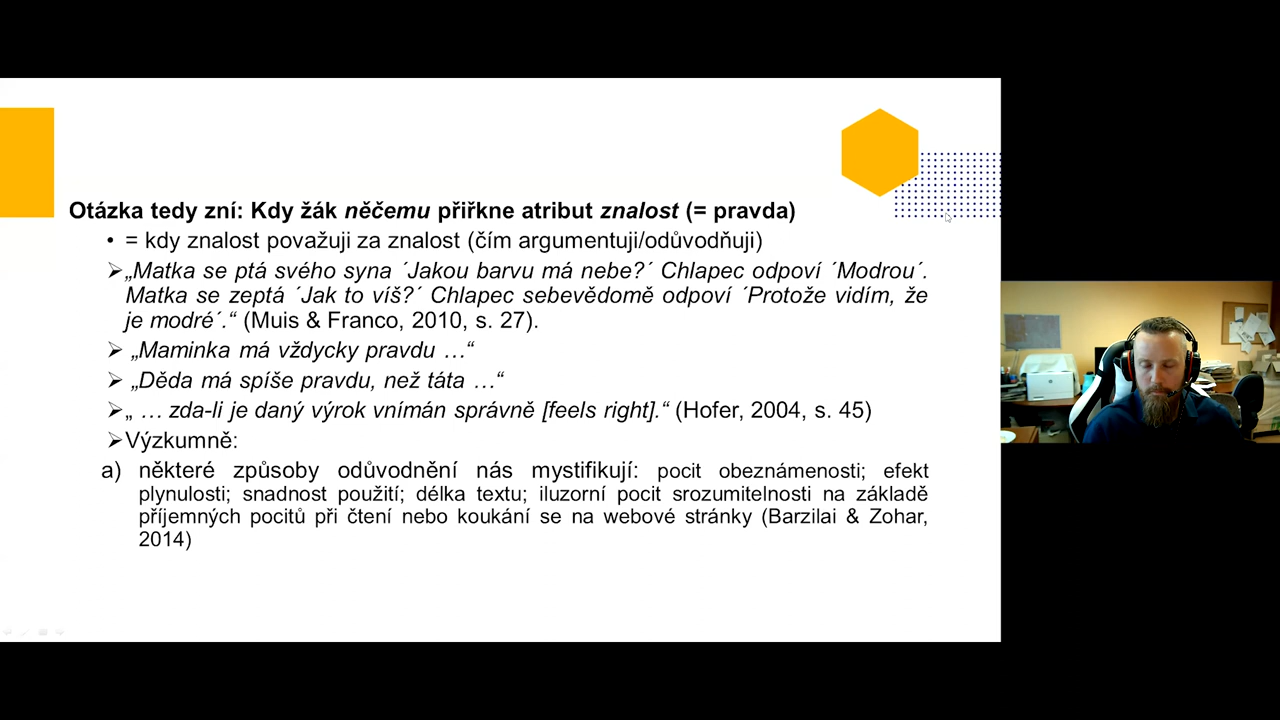 Otázka tedy zní: Kdy žák něčemu přiřkne atribut znalost (= pravda)
• = kdy znalost považuji za znalost (čím argumentuji/odůvodňuji)
➢„Matka se ptá svého syna ´Jakou barvu má nebe?´ Chlapec odpoví ´Modrou´.
Matka se zeptá ´Jak to víš?´ Chlapec sebevědomě odpoví ´Protože vidím, že
je modré´.“ (Muis & Franco, 2010, s. 27).
➢ „Maminka má vždycky pravdu …“
➢ „Děda má spíše pravdu, než táta …“
➢„ … zda-li je daný výrok vnímán správně [feels right].“ (Hofer, 2004, s. 45)
➢Výzkumně:
a) některé způsoby odůvodnění nás mystifikují: pocit obeznámenosti; efekt
plynulosti; snadnost použití; délka textu; iluzorní pocit srozumitelnosti na základě
příjemných pocitů při čtení nebo koukání se na webové stránky (Barzilai & Zohar,
2014)